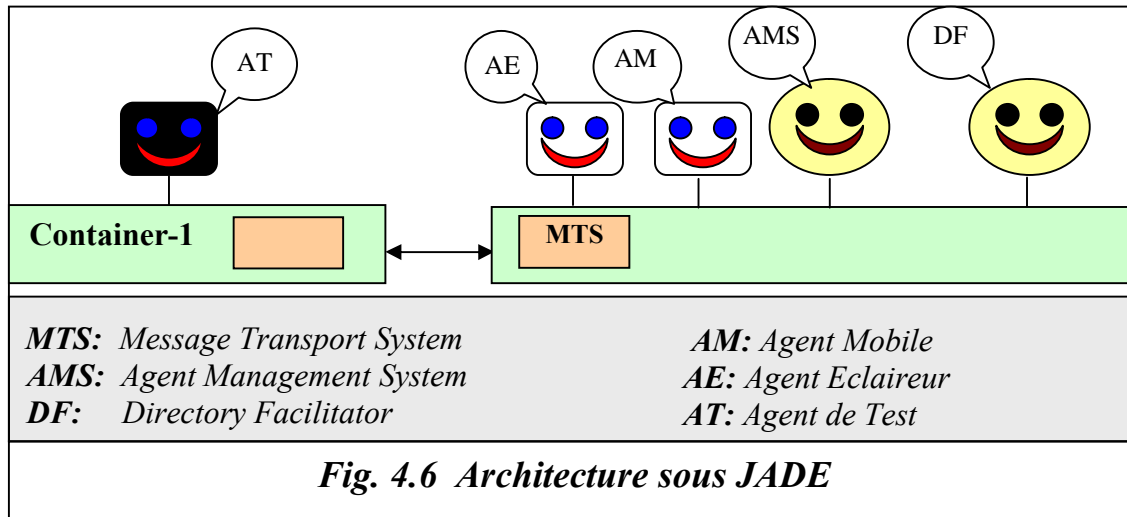 AT
AE
AM
AMS
DF
Container-1
MTS
MTS: Message Transport System
AMS: Agent Management System
DF: Directory Facilitator
AM: Agent Mobile
AE: Agent Eclaireur
AT: Agent de Test
Fig. 4.6 Architecture sous JADE